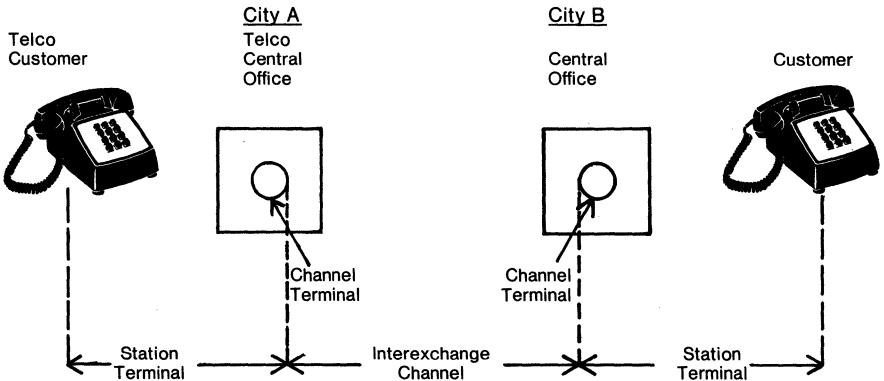 City A
City B
Telco
Customer
Telco
Central
Office
Central
Office
Customer
Channel
Terminal
Channel
Terminal
Station
Terminal
Interexchange
Channel
Station
Terminal